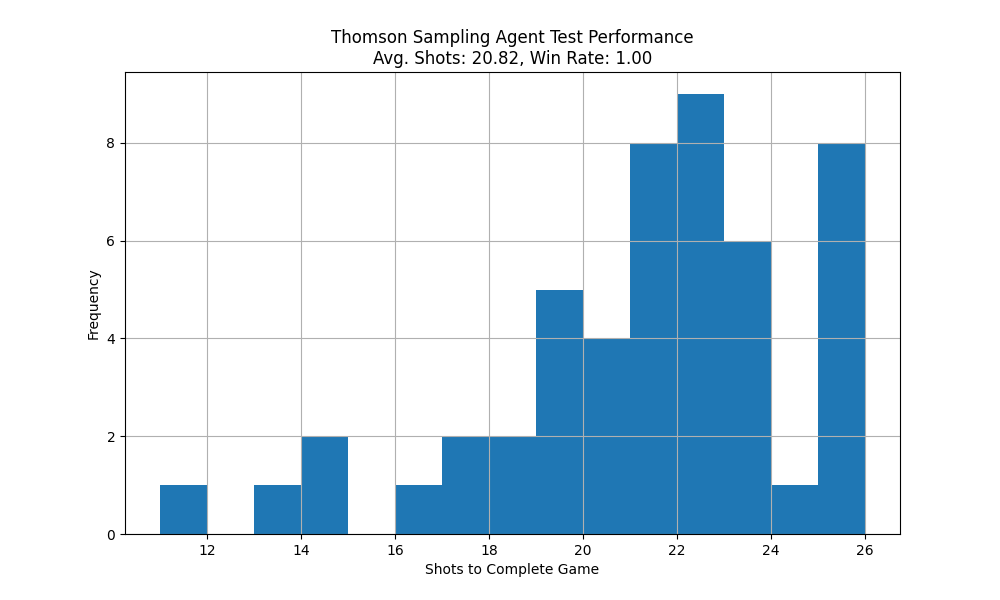 Thomson Sampling Agent Test Performance
Avg. Shots: 20.82, Win Rate: 1.00
8
6
4
2
0
Frequency
12 14 16 18 20 22 24 26
Shots to Complete Game